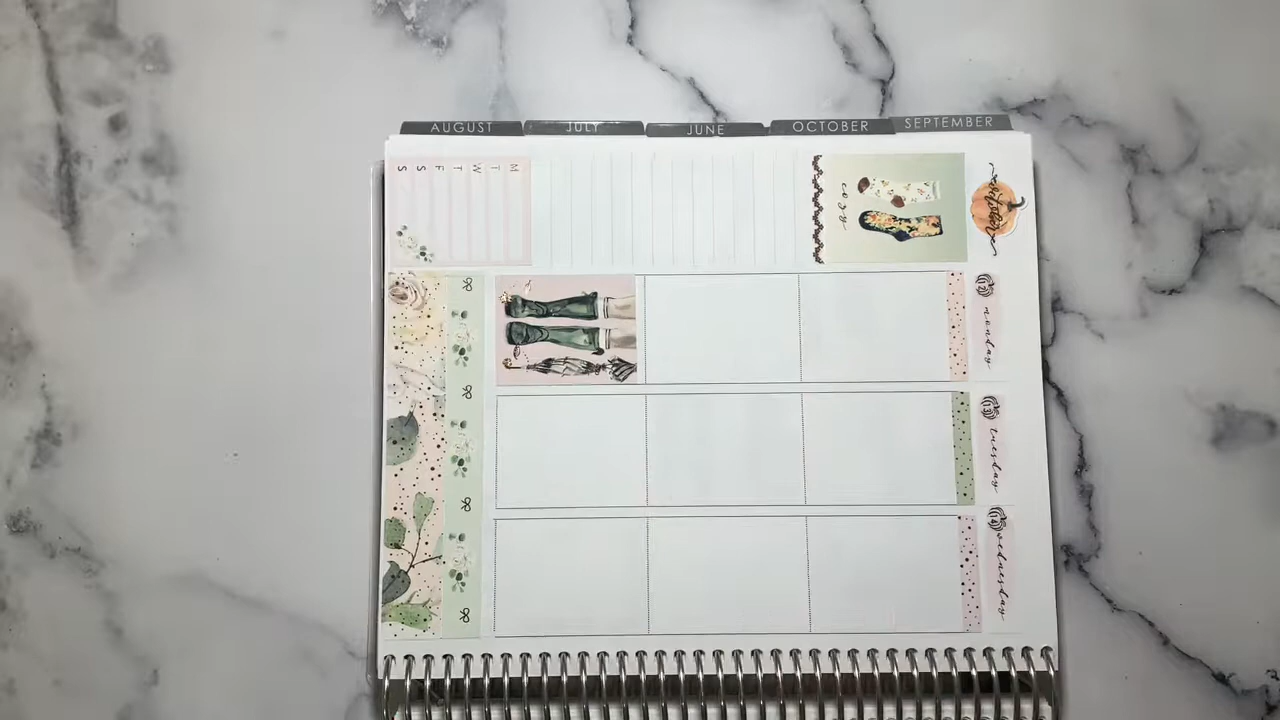 AUGUST
JULY
JUNE
OCTOBER
SEPTEMBER
october
cozy
M
T
W
T
F
S
S
12
monday
13
tuesday
14
wednesday